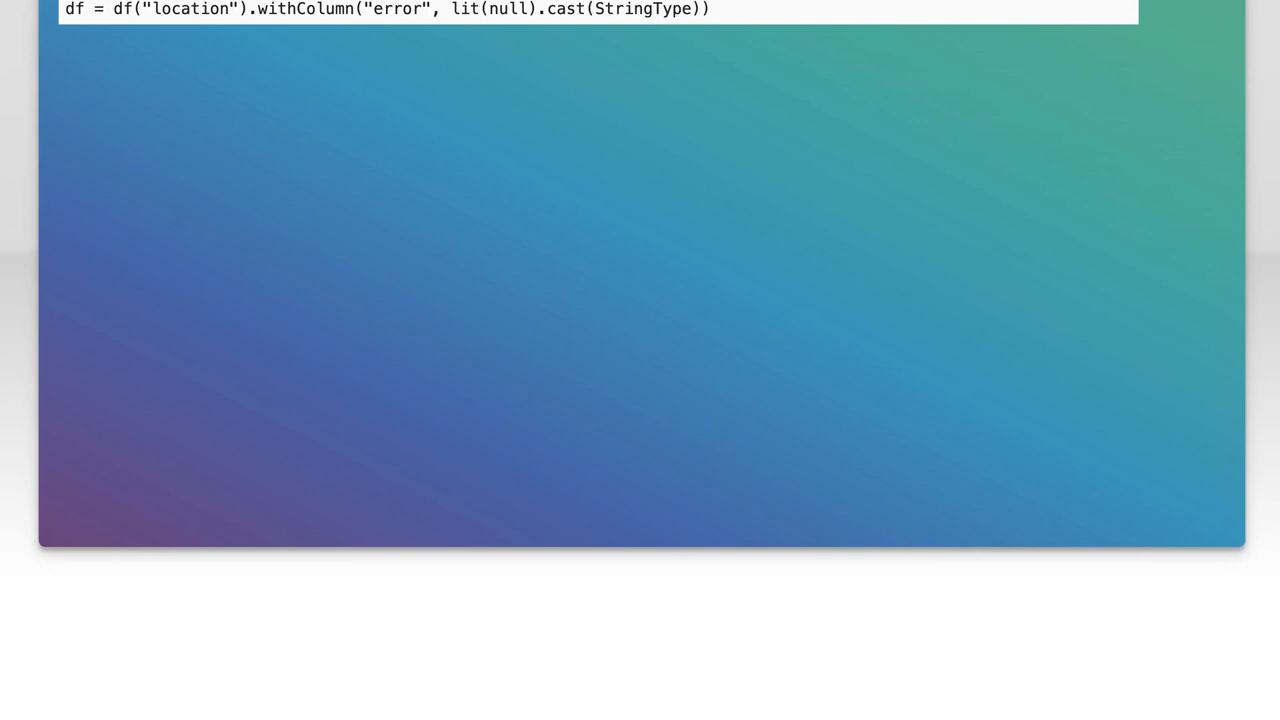 df = df("location").withColumn("error", lit(null).cast(StringType))